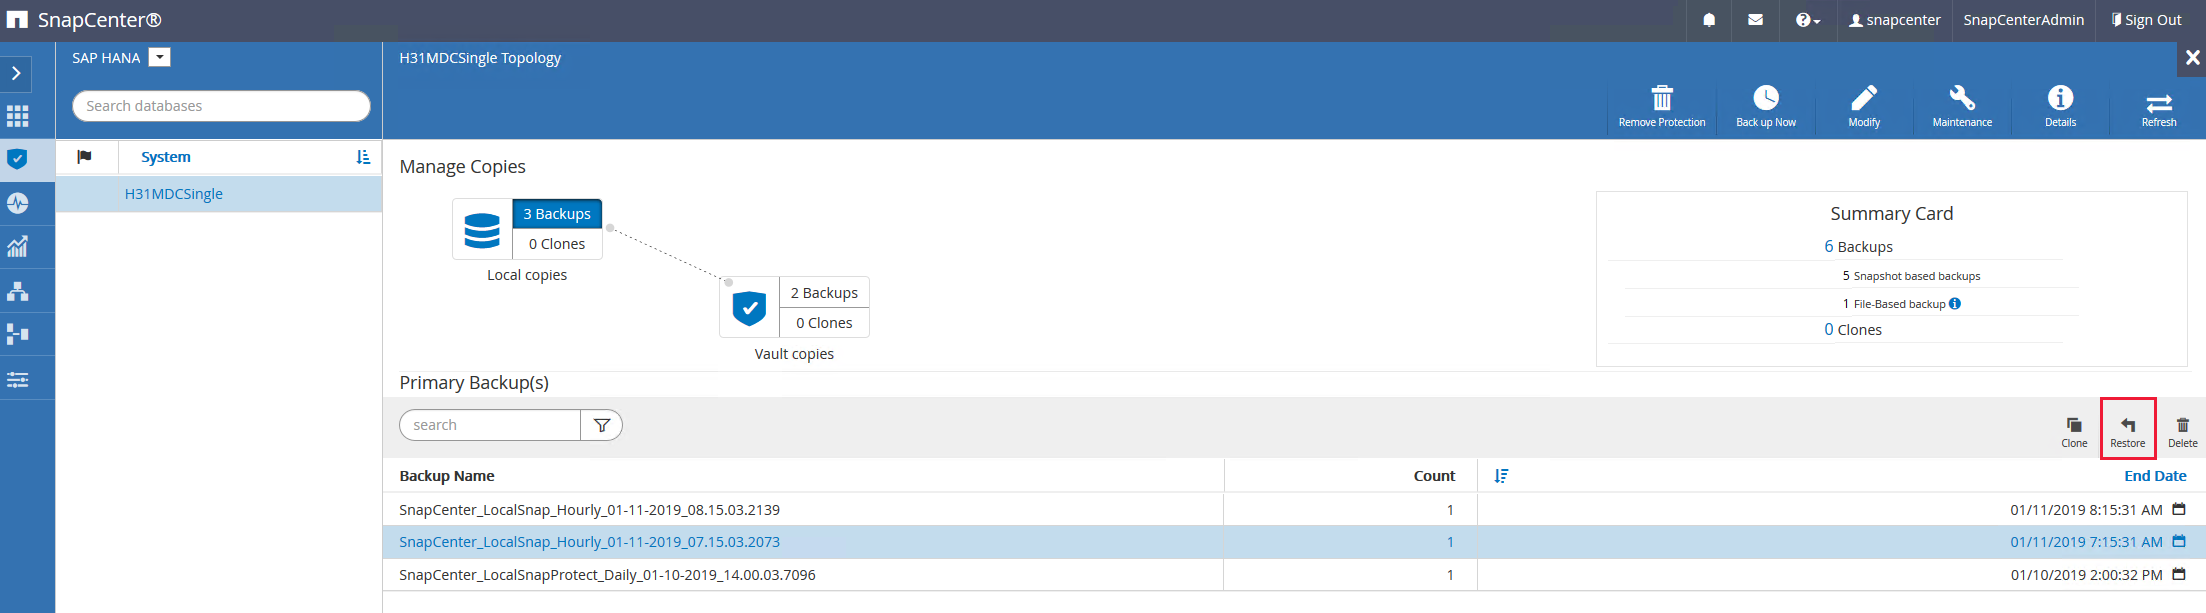 SnapCenter®
snapcenter
SnapCenterAdmin
Sign Out
SAP HANA
Search databases
System
H31MDCSingle
H31MDCSingle Topology
Remove Protection
Back up Now
Modify
Maintenance
Details
Refresh
Manage Copies
3 Backups
0 Clones
Local copies
2 Backups
0 Clones
Vault copies
Summary Card
6 Backups
5 Snapshot based backups
1 File-Based backup
0 Clones
Primary Backup(s)
search
Clone
Restore
Delete
Backup Name Count End Date
SnapCenter_LocalSnap_Hourly_01-11-2019_08.15.03.2139 1 01/11/2019 8:15:31 AM
SnapCenter_LocalSnap_Hourly_01-11-2019_07.15.03.2073 1 01/11/2019 7:15:31 AM
SnapCenter_LocalSnapProtect_Daily_01-10-2019_14.00.03.7096 1 01/10/2019 2:00:32 PM